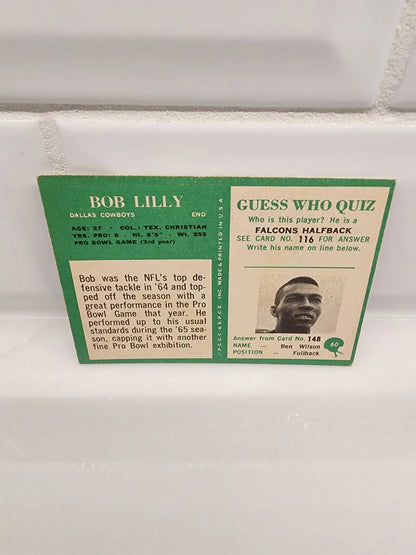 BOB LILLY
DALLAS COWBOYS END
AGE: 27 • COL.: TEX. CHRISTIAN
YRS. PRO: 6 - Ht. 6'5" - Wt. 255
PRO BOWL GAME (3rd year)
Bob was the NFL's top de-
fensive tackle in '64 and top-
ped off the season with a
great performance in the Pro
Bowl Game that year. He
performed up to his usual
standards during the '65 sea-
son, capping it with another
fine Pro Bowl exhibition.
P.C.G.C. & S.P.C.E. INC. MADE & PRINTED IN U.S.A.
GUESS WHO QUIZ
Who is this player? He is a
FALCONS HALFBACK
SEE CARD NO. 116 FOR ANSWER
Write his name on line below.
Answer from Card No. 148
NAME — Ben Wilson
POSITION — Fullback
60